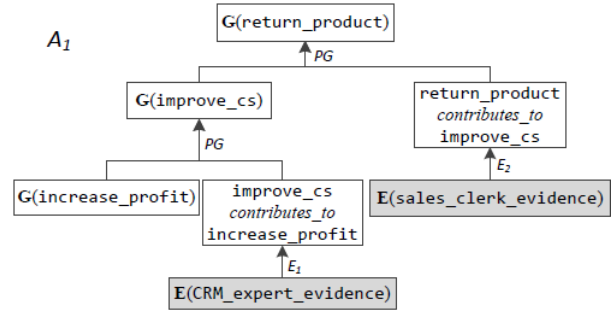 G(return_product)
A1
PG
G(improve_cs)
return_product
contributes_to
improve_cs
PG
E2
G(increase_profit)
improve_cs
contributes_to
increase_profit
E(sales_clerk_evidence)
E1
E(CRM_expert_evidence)